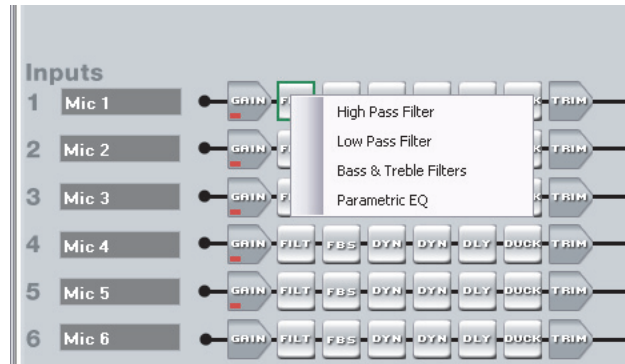 Inputs
1 Mic 1 GAIN TRIM
High Pass Filter
2 Mic 2 GAIN TRIM
Low Pass Filter
Bass & Treble Filters
3 Mic 3 GAIN TRIM
Parametric EQ
4 Mic 4 GAIN FILT FBS DYN DYN DLY DUCK TRIM
5 Mic 5 GAIN FILT FBS DYN DYN DLY DUCK TRIM
6 Mic 6 GAIN FILT FBS DYN DYN DLY DUCK TRIM